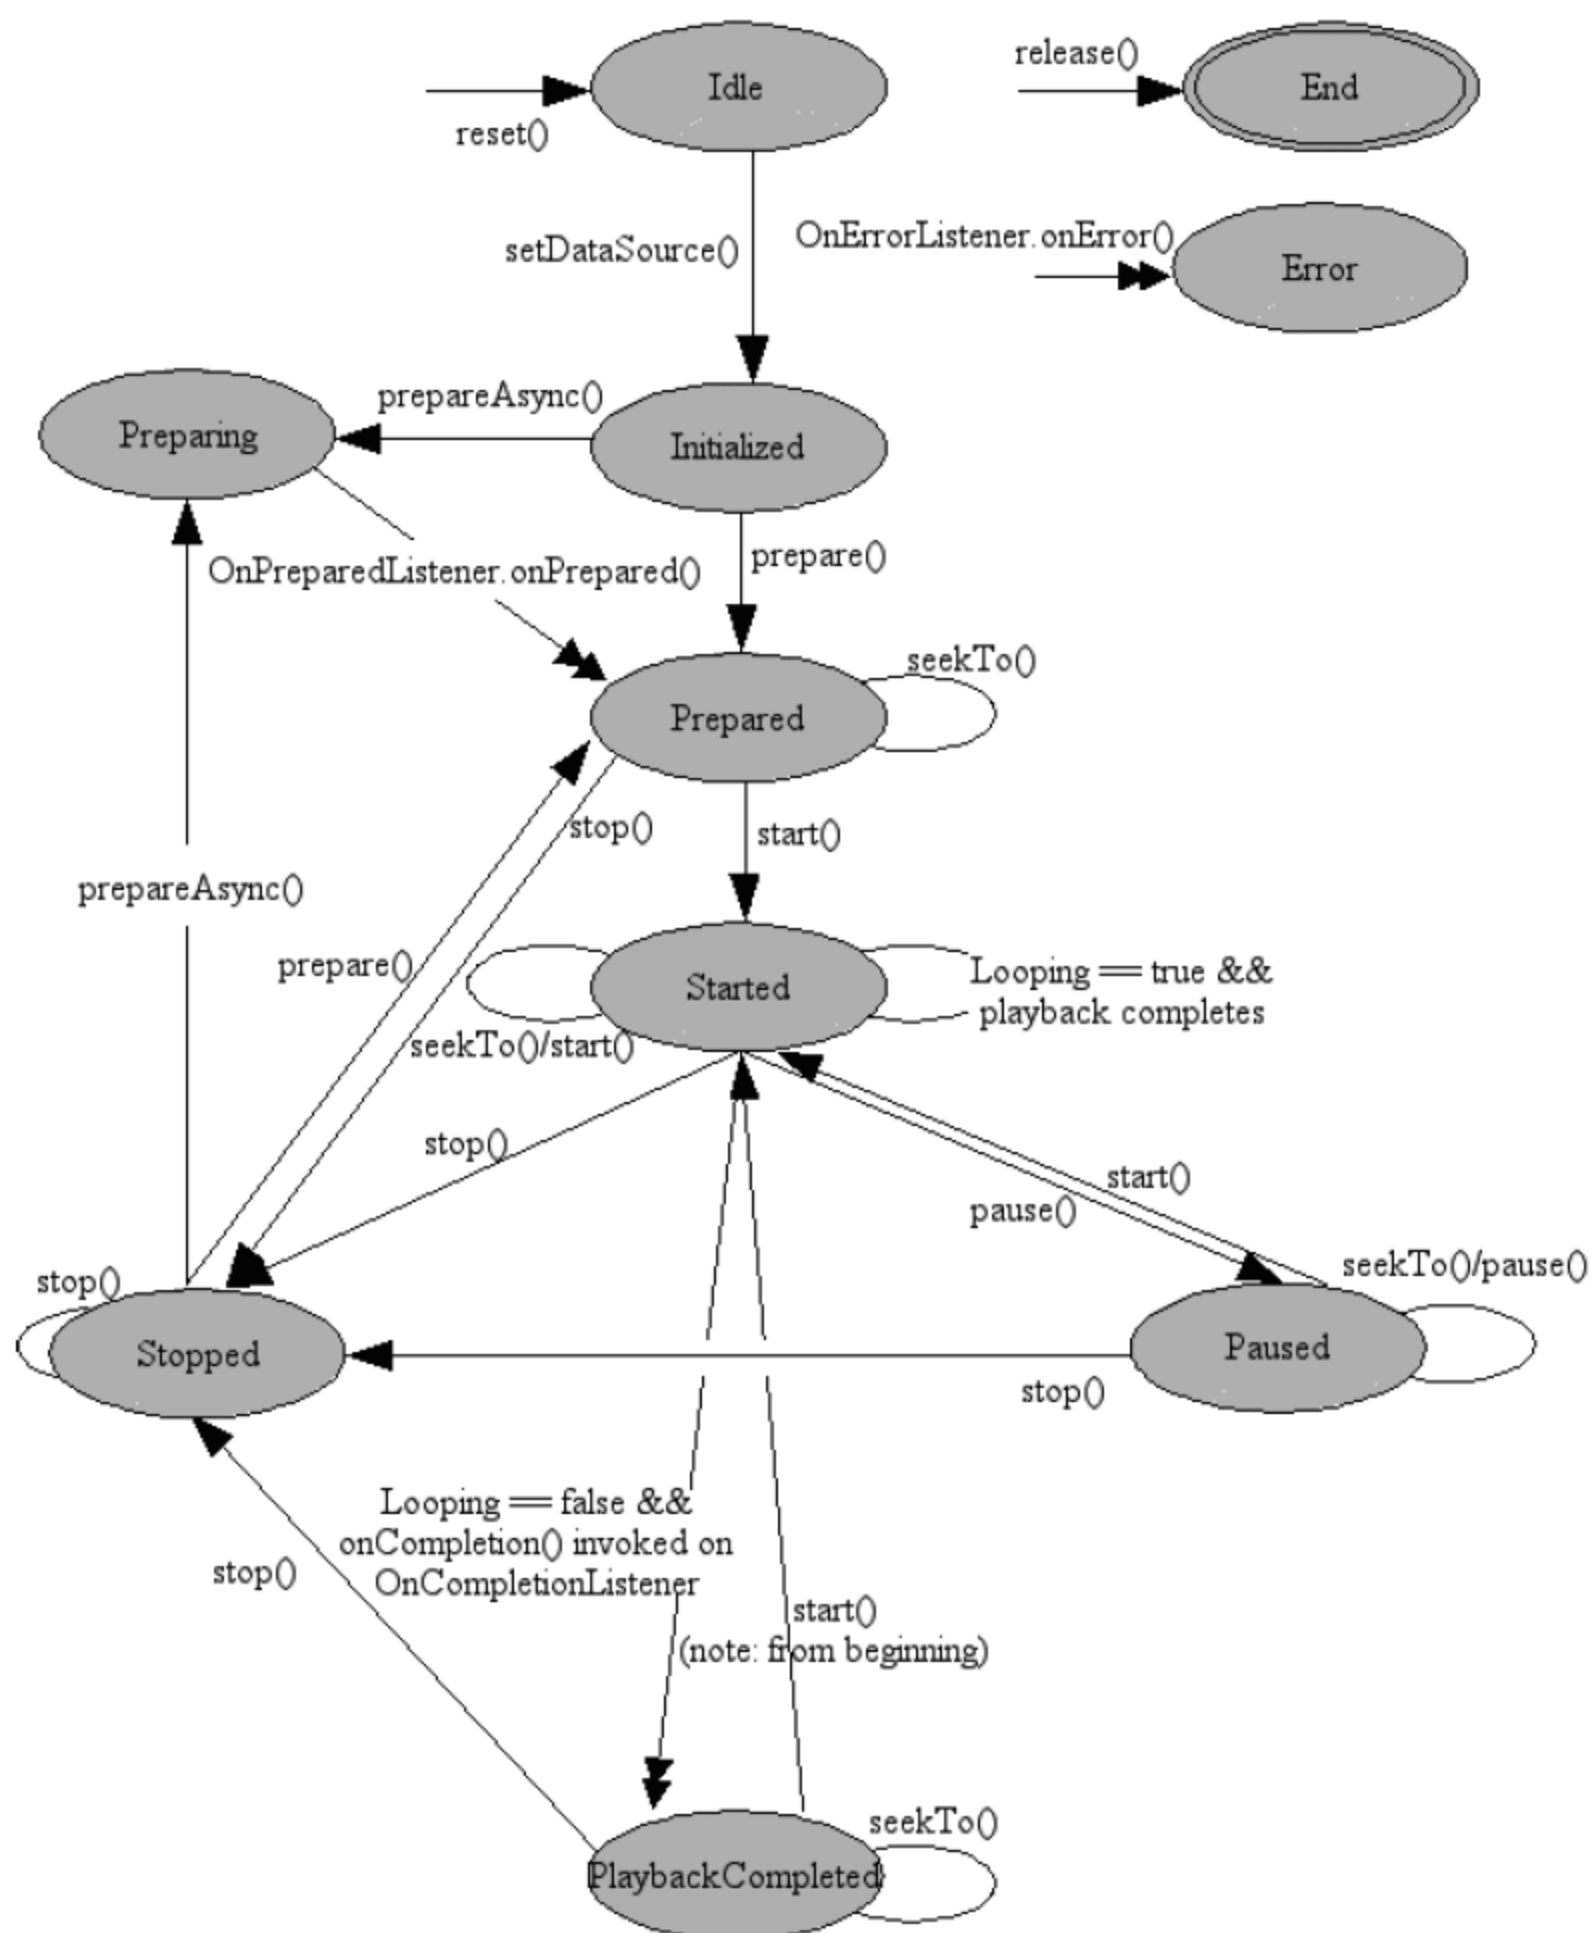 Idle
release()
End
reset()
setDataSource()
OnErrorListener.onError()
Error
prepareAsync()
Preparing
Initialized
OnPreparedListener.onPrepared()
prepare()
seekTo()
Prepared
stop()
start()
prepareAsync()
prepare()
Started
Looping == true &&
playback completes
seekTo()/start()
stop()
start()
pause()
stop()
seekTo()/pause()
Stopped
Paused
stop()
Looping == false &&
onCompletion() invoked on
OnCompletionListener
stop()
start()
(note: from beginning)
seekTo()
PlaybackCompleted